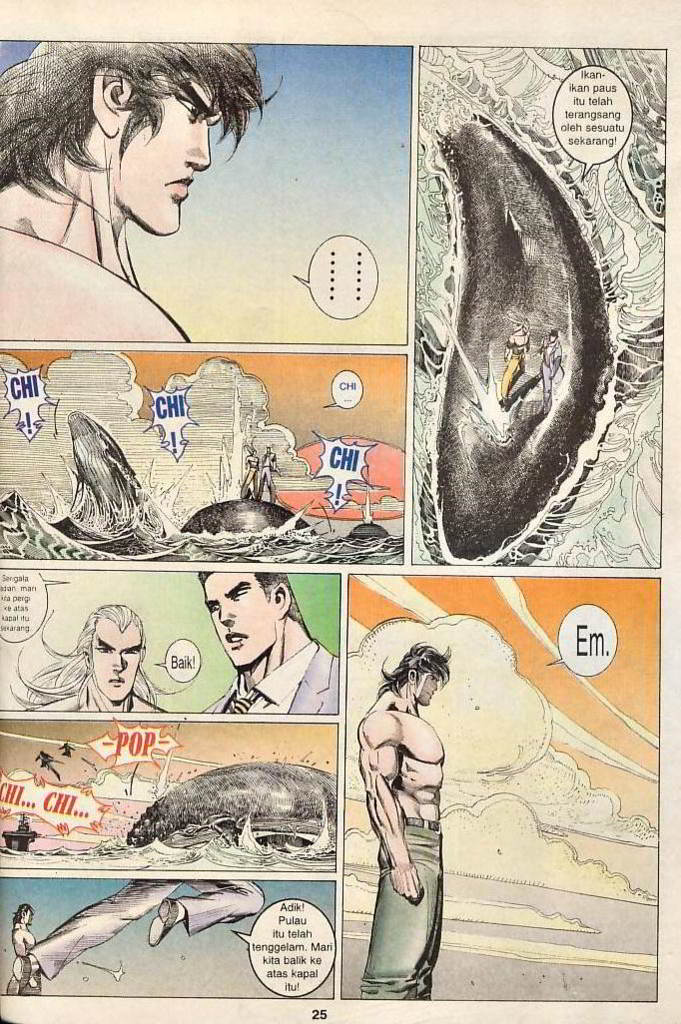 Ikan-
ikan paus
itu telah
terangsang
oleh sesuatu
sekarang!
CHI
!
CHI
!
CHI
...
CHI
!
Serigala
mari
kita pergi
ke atas
kapal itu
sekarang.
Baik!
Em.
POP
CHI... CHI...
Adik!
Pulau
itu telah
tenggelam. Mari
kita balik ke
atas kapal
itu!
25